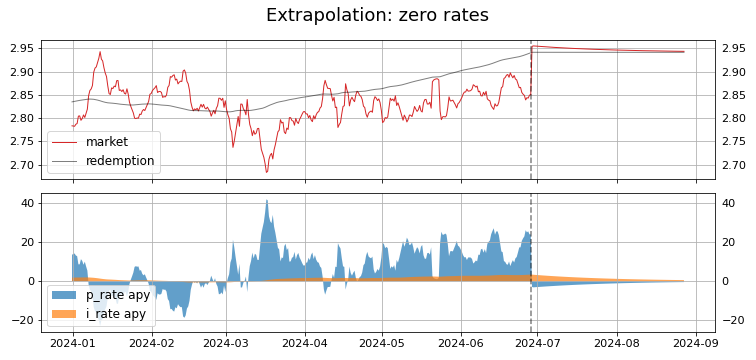 Extrapolation: zero rates
2.95 2.95
2.90 2.90
2.85 2.85
2.80 2.80
2.75 2.75
2.70 2.70
market
redemption
40 40
20 20
0 0
−20 −20
p_rate apy
i_rate apy
2024-01 2024-02 2024-03 2024-04 2024-05 2024-06 2024-07 2024-08 2024-09